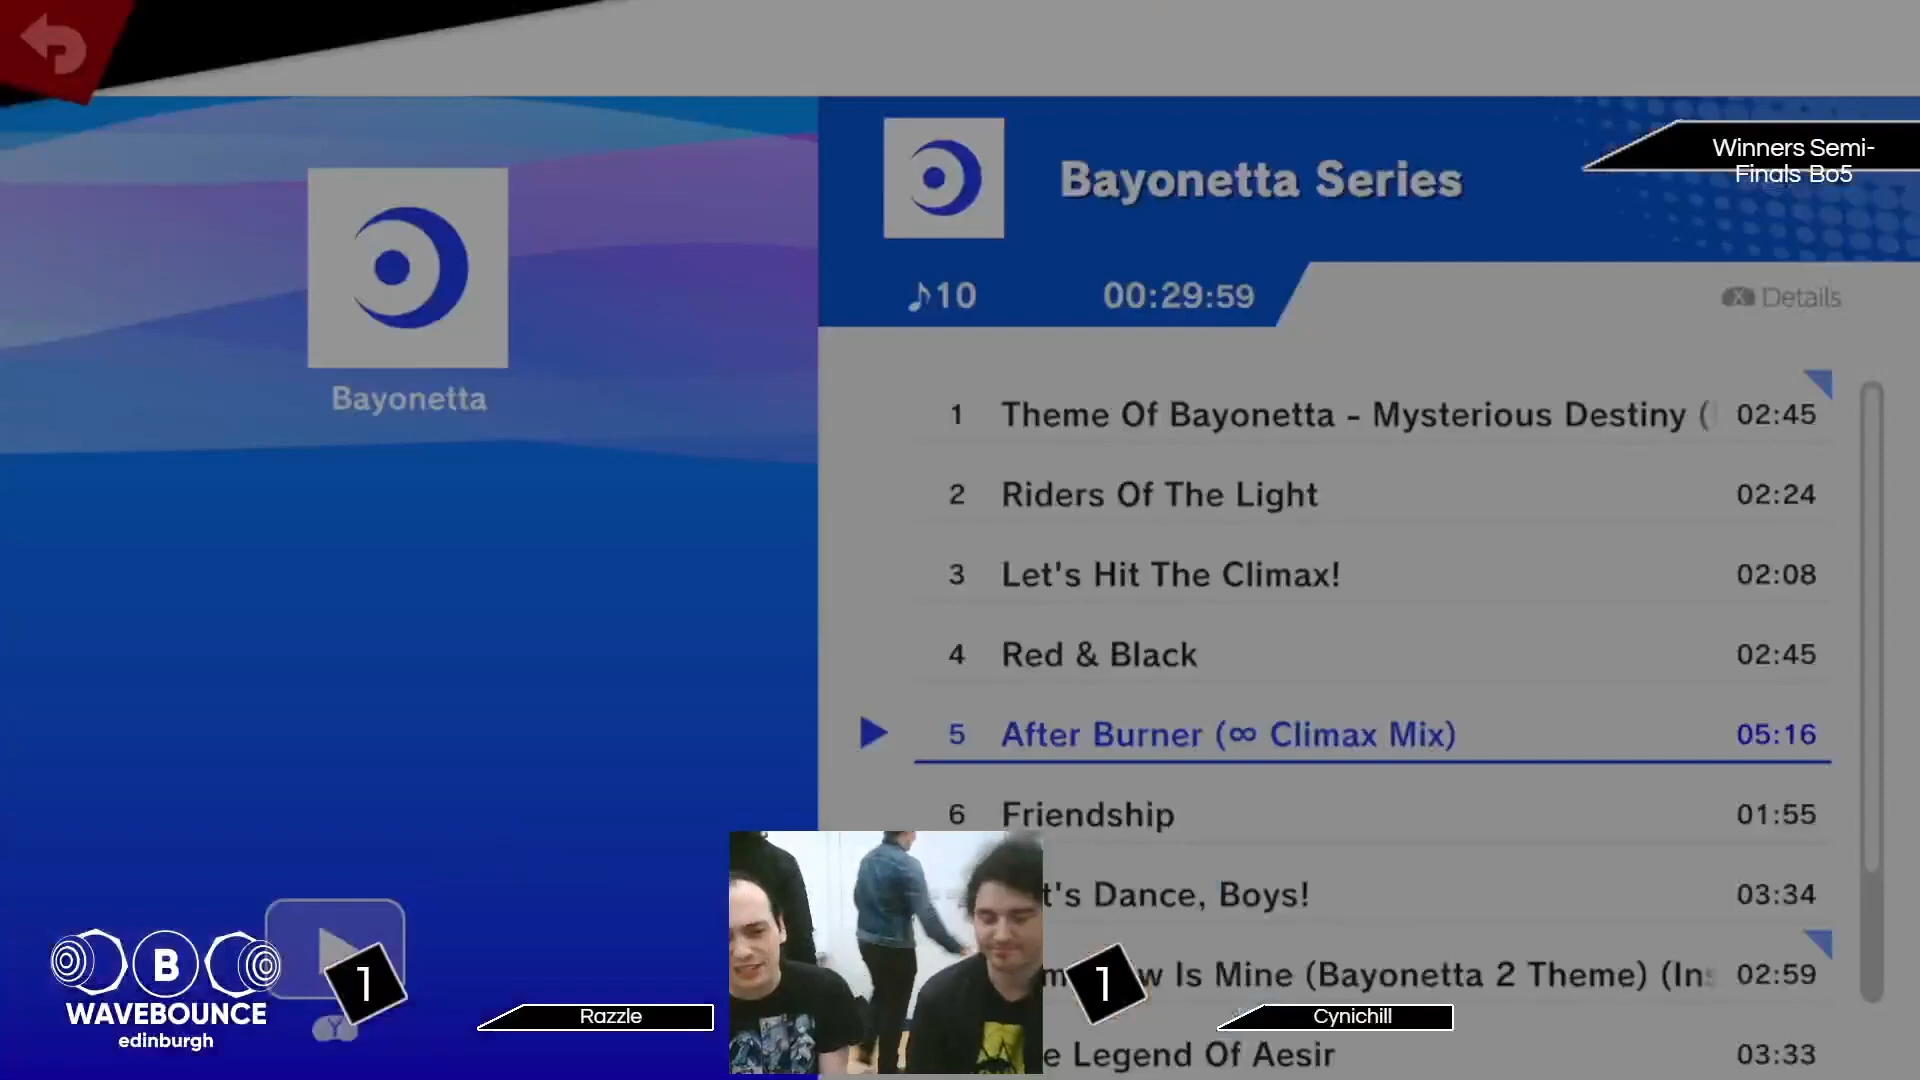 Winners Semi-
Finals Bo5
Bayonetta Series
♪10 00:29:59
X Details
Bayonetta
1 Theme Of Bayonetta - Mysterious Destiny ( 02:45
2 Riders Of The Light 02:24
3 Let's Hit The Climax! 02:08
4 Red & Black 02:45
5 After Burner (∞ Climax Mix) 05:16
6 Friendship 01:55
t's Dance, Boys! 03:34
w Is Mine (Bayonetta 2 Theme) (Ins 02:59
e Legend Of Aesir 03:33
B
WAVEBOUNCE
edinburgh
Y
1
Razzle
1
Cynichill